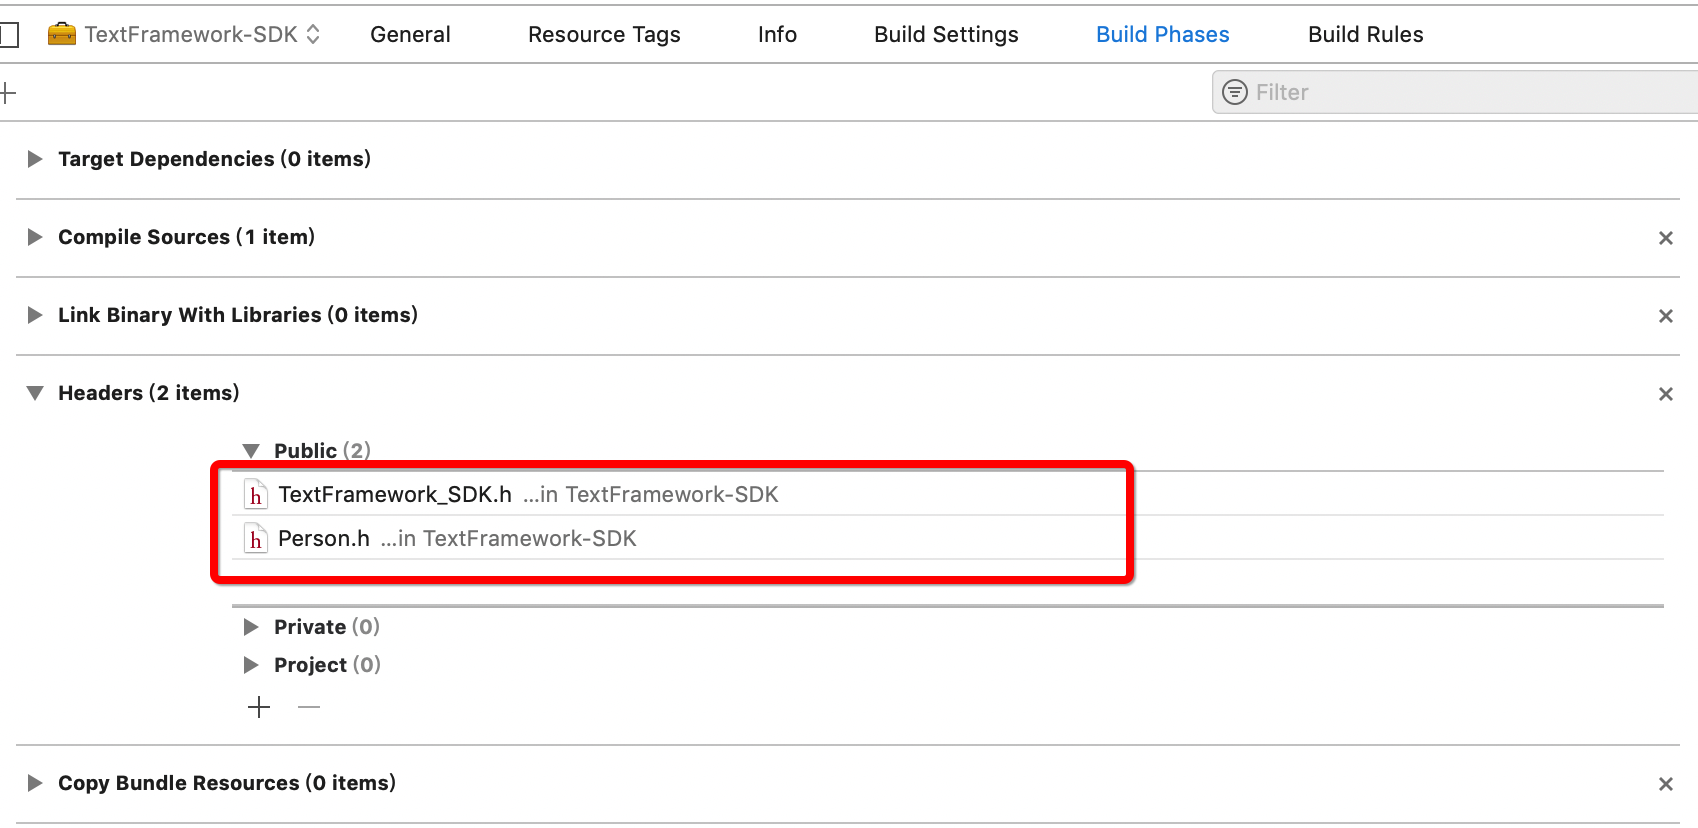 TextFramework-SDK General Resource Tags Info Build Settings Build Phases Build Rules
Filter
Target Dependencies (0 items)
Compile Sources (1 item)
Link Binary With Libraries (0 items)
Headers (2 items)
Public (2)
h TextFramework_SDK.h ...in TextFramework-SDK
h Person.h ...in TextFramework-SDK
Private (0)
Project (0)
Copy Bundle Resources (0 items)